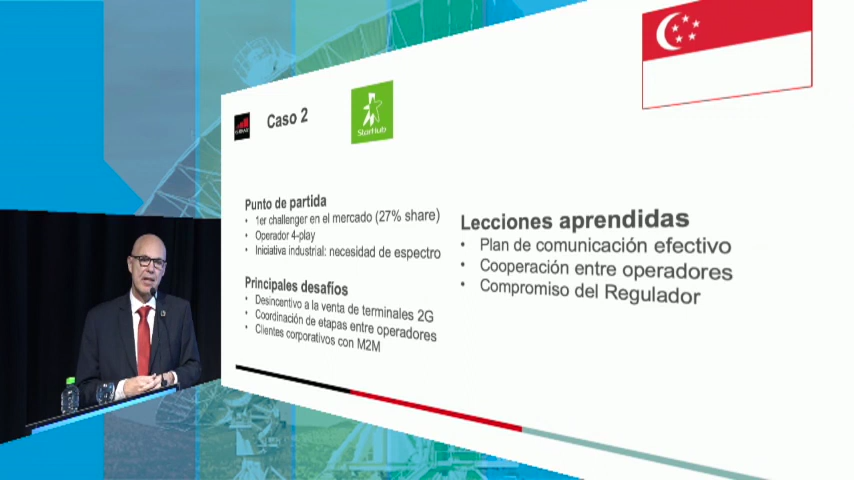 Caso 2
StarHub
Punto de partida
• 1er challenger en el mercado (27% share)
• Operador 4-play
• Iniciativa industrial: necesidad de espectro
Principales desafíos
• Desincentivo a la venta de terminales 2G
• Coordinación de etapas entre operadores
• Clientes corporativos con M2M
Lecciones aprendidas
• Plan de comunicación efectivo
• Cooperación entre operadores
• Compromiso del Regulador